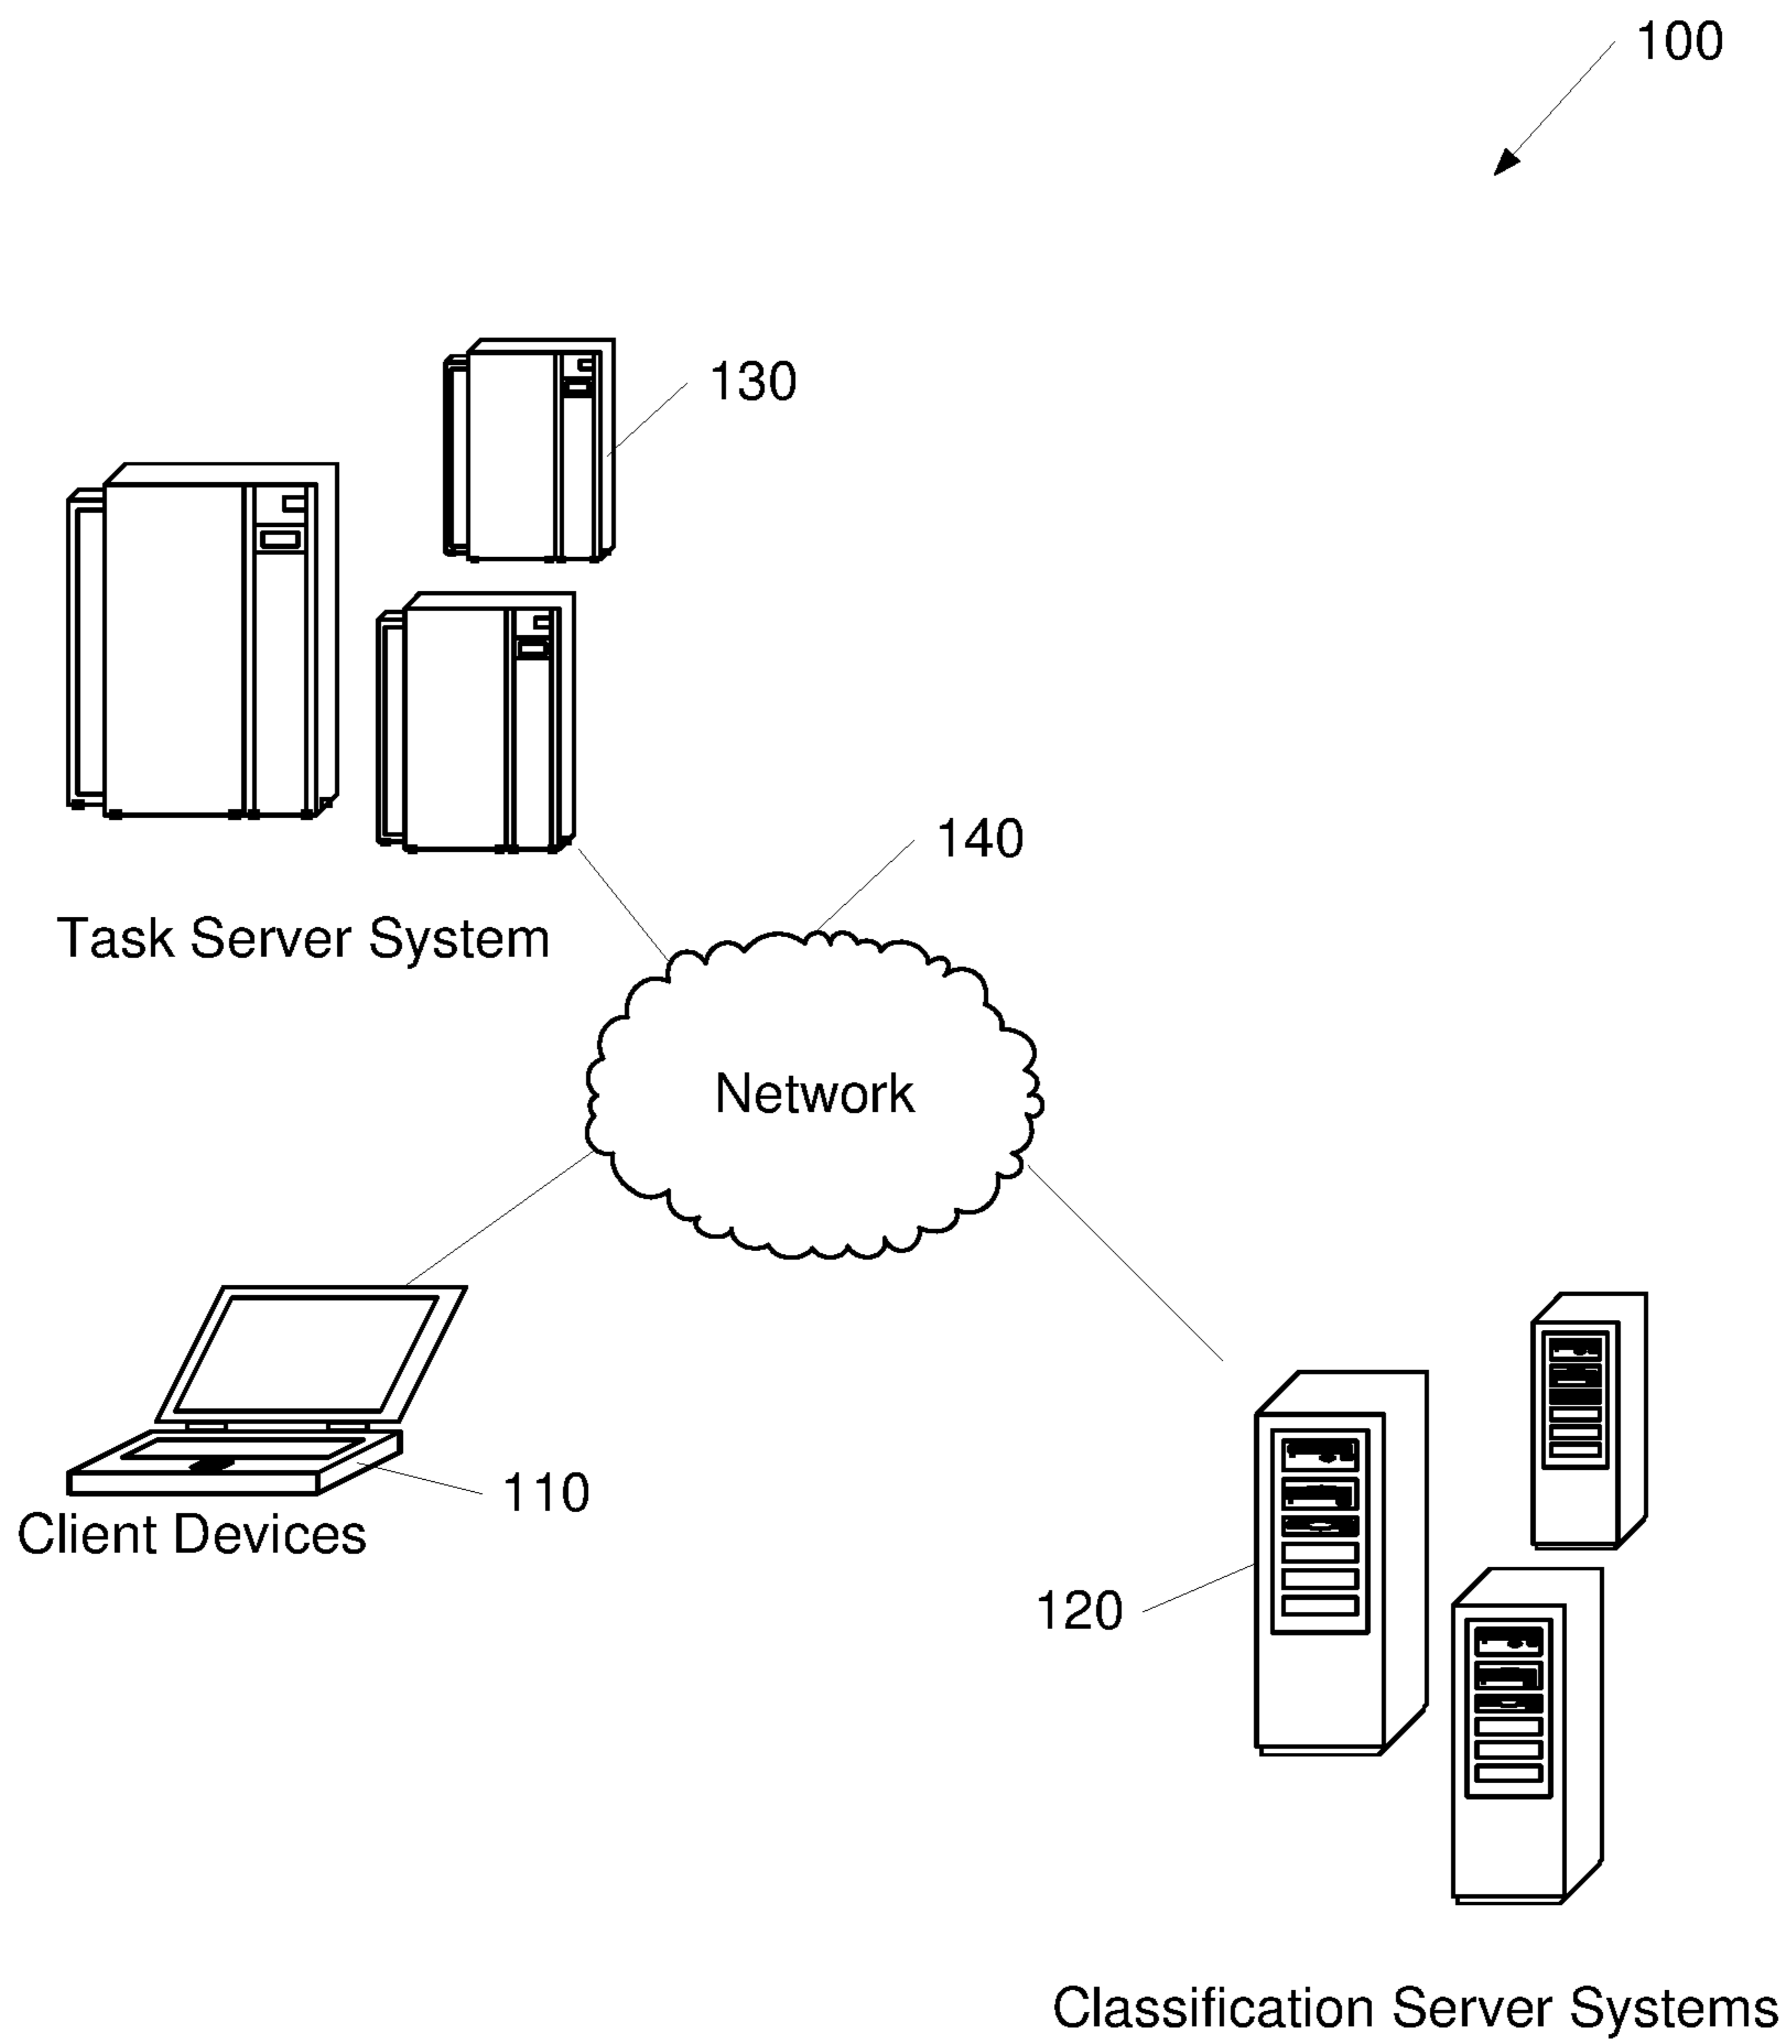 100
130
140
Task Server System
Network
110
Client Devices
120
Classification Server Systems